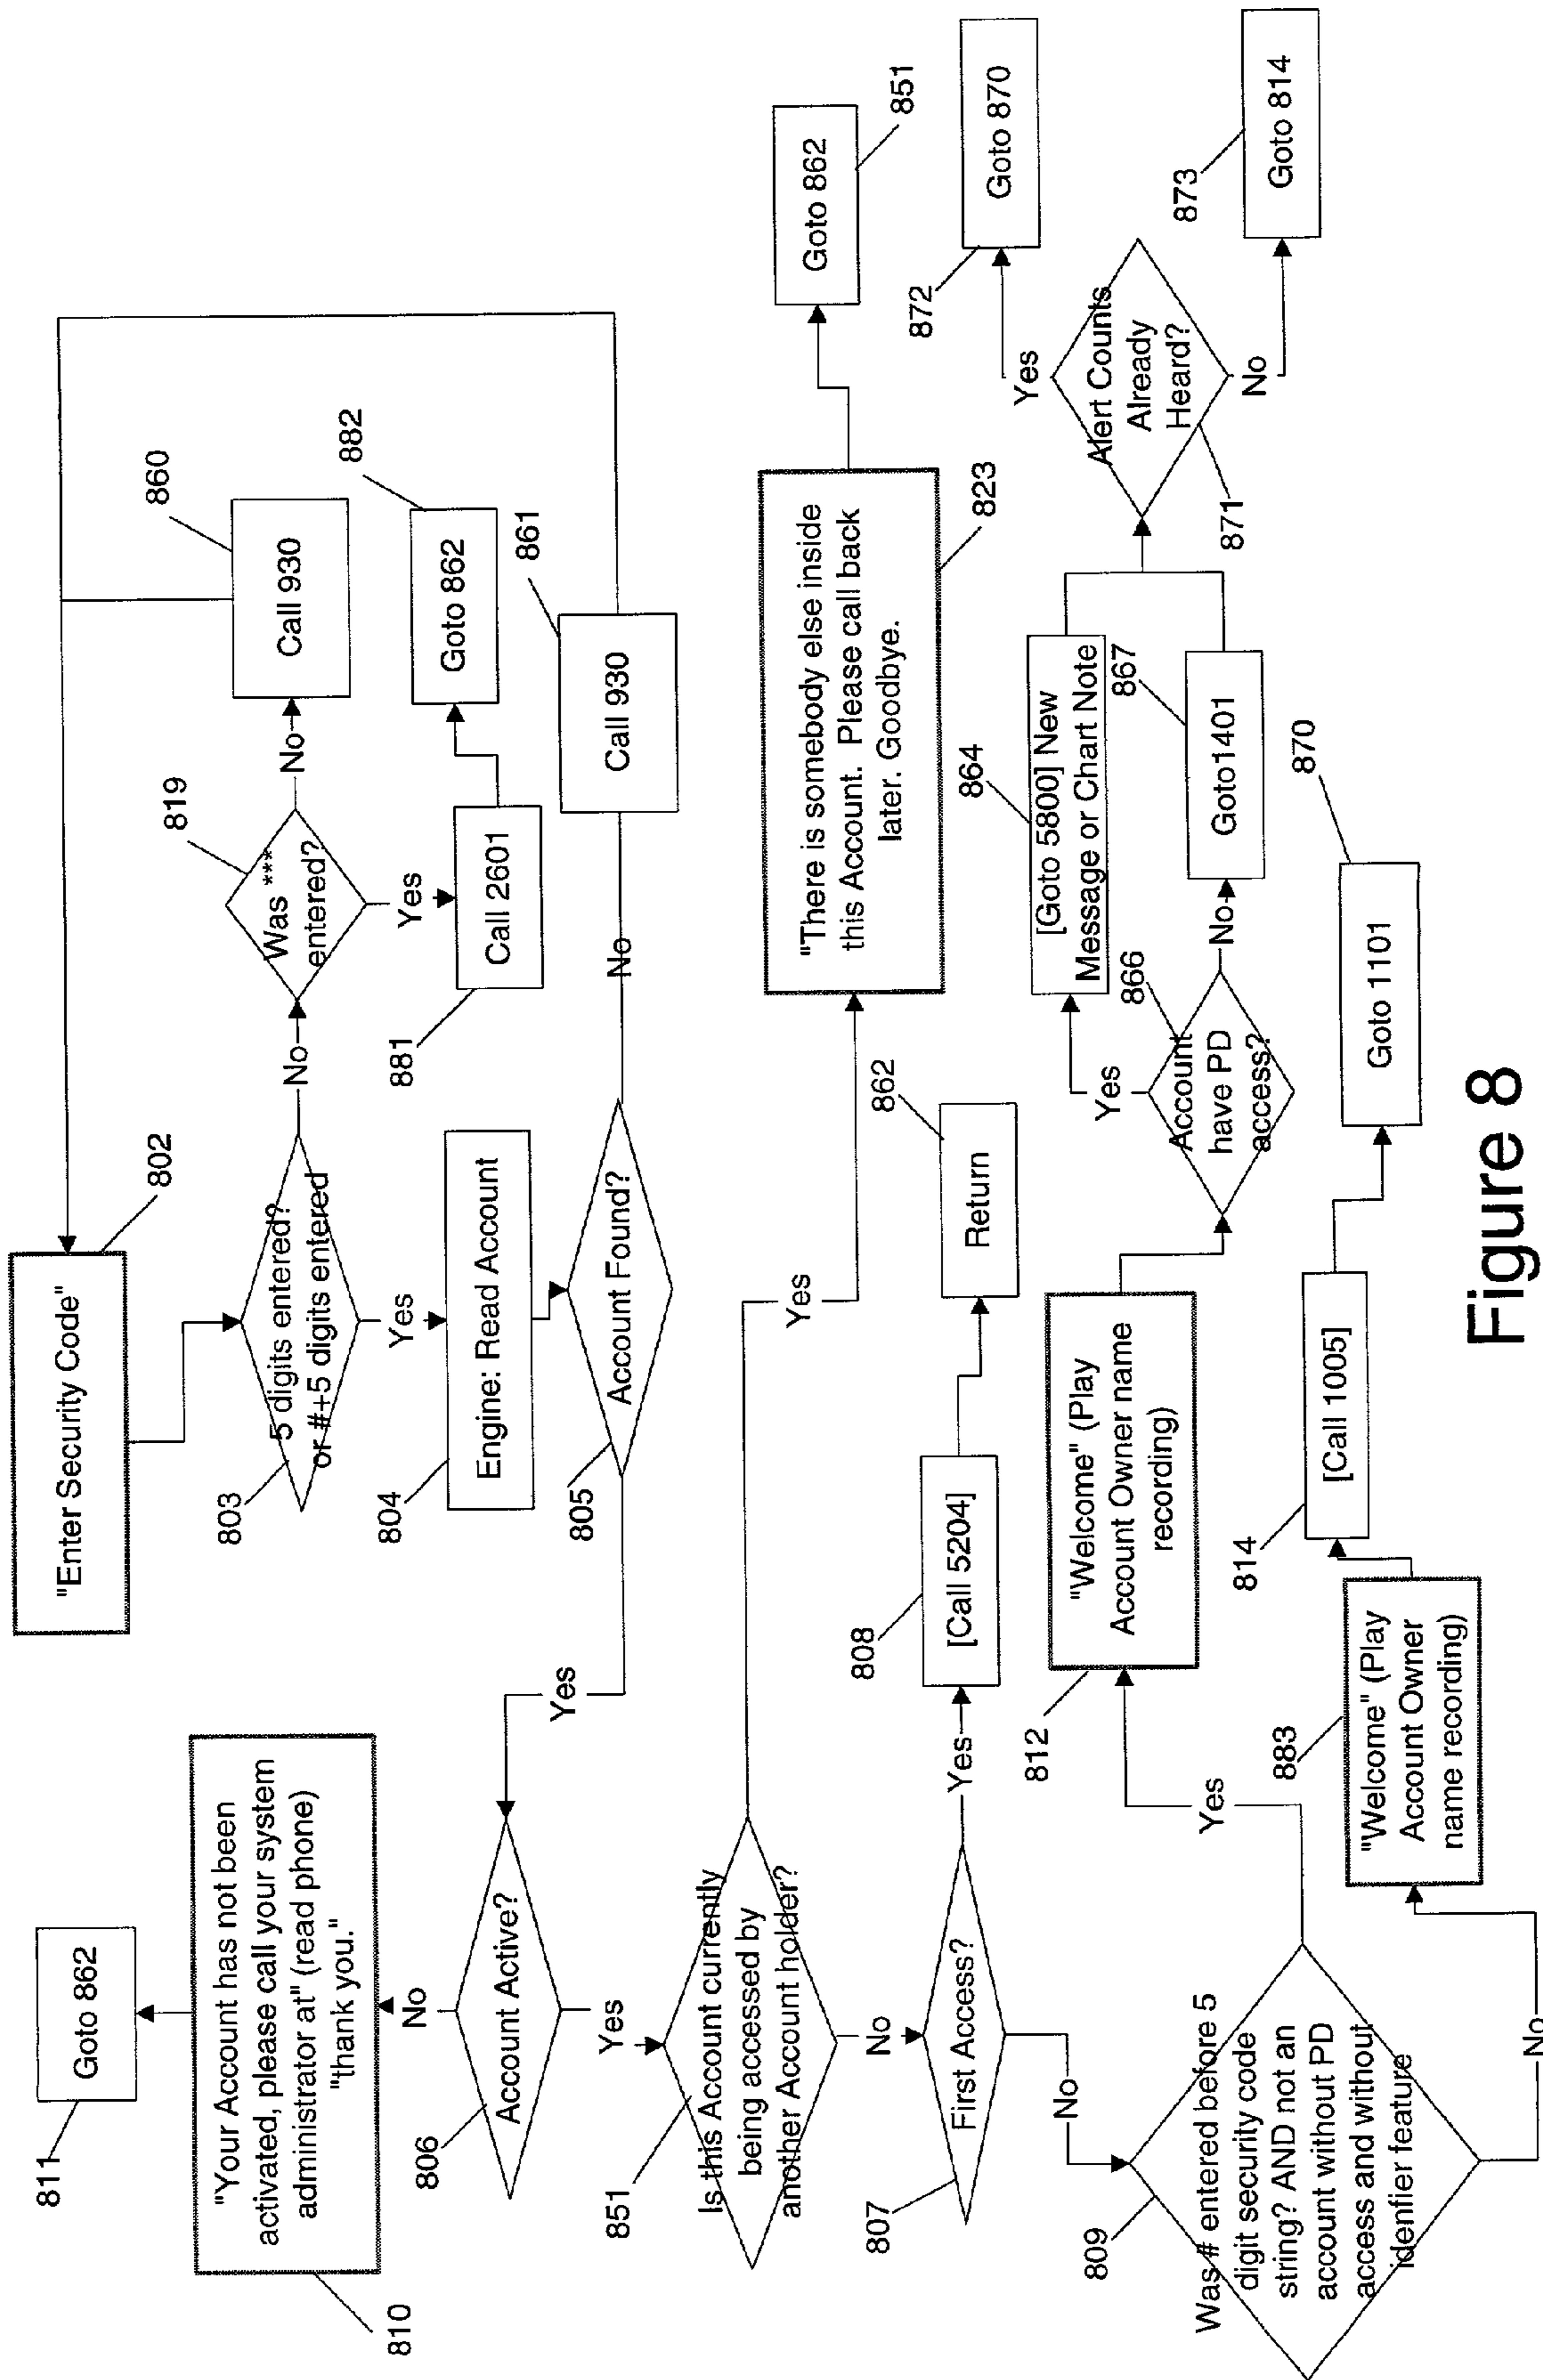 "Enter Security Code"
802
5 digits entered?
or #+5 digits entered
803
No
Was ***
entered?
819
No
Call 930
860
Yes
Call 2601
881
Goto 862
882
Yes
Engine: Read Account
804
Account Found?
805
No
Call 930
861
Yes
Account Active?
806
No
"Your Account has not been
activated, please call your system
administrator at" (read phone)
"thank you."
810
Goto 862
811
Yes
Is this Account currently
being accessed by
another Account holder?
851
Yes
"There is somebody else inside
this Account. Please call back
later. Goodbye.
823
Goto 862
851
No
First Access?
807
Yes
[Call 5204]
808
Return
862
No
Was # entered before 5
digit security code
string? AND not an
account without PD
access and without
idenfier feature
809
Yes
"Welcome" (Play
Account Owner name
recording)
812
Account
have PD
access?
866
Yes
[Goto 5800] New
Message or Chart Note
864
No
Goto1401
867
Alert Counts
Already
Heard?
871
Yes
Goto 870
872
No
Goto 814
873
No
"Welcome" (Play
Account Owner
name recording)
883
[Call 1005]
814
Goto 1101
870
Figure 8